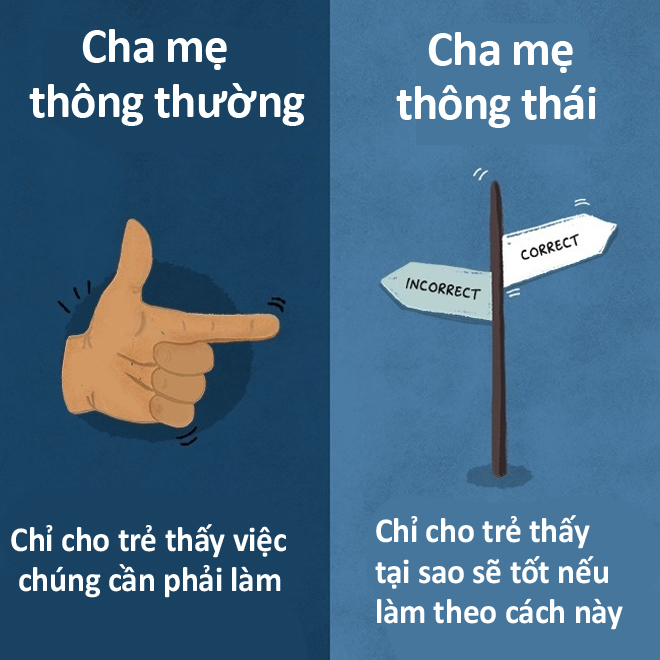 Cha mẹ
thông thường
Cha mẹ
thông thái
CORRECT
INCORRECT
Chỉ cho trẻ thấy việc
chúng cần phải làm
Chỉ cho trẻ thấy
tại sao sẽ tốt nếu
làm theo cách này